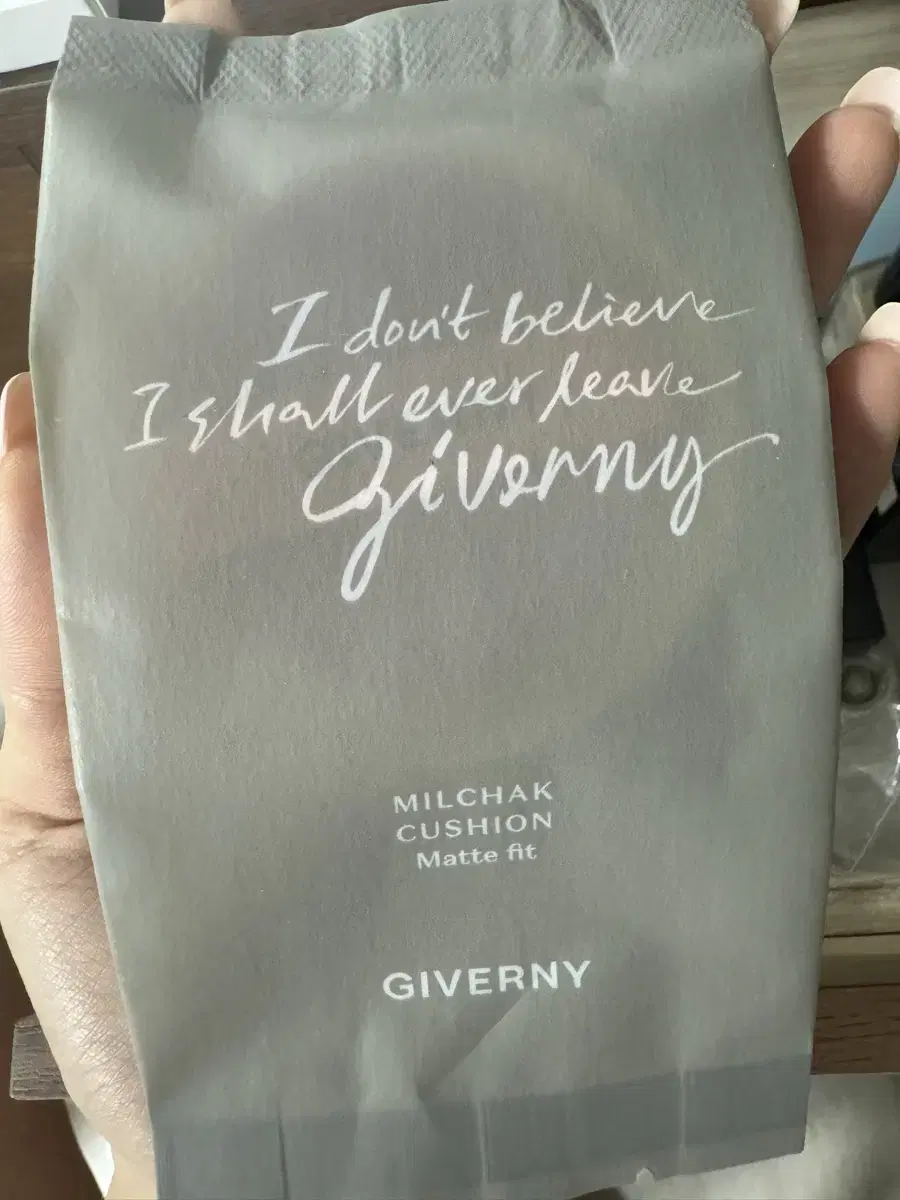 I don't believe
I shall ever leave
Giverny
MILCHAK
CUSHION
Matte fit
GIVERNY